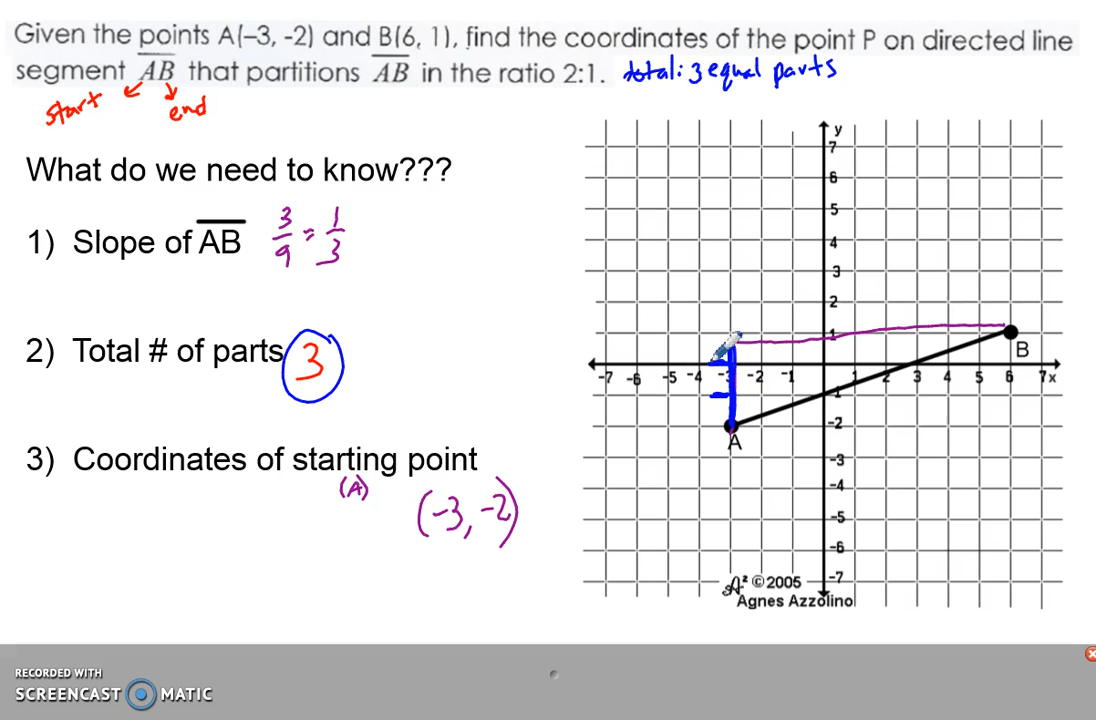 Given the points A(–3, -2) and B(6, 1), find the coordinates of the point P on directed line
segment AB that partitions AB in the ratio 2:1. total: 3 equal parts
start end
What do we need to know???
1) Slope of AB 3/9 = 1/3
2) Total # of parts 3
3) Coordinates of starting point
(A) (-3, -2)
y
7
6
5
4
3
2
1
B
-7 -6 -5 -4 -3 -2 -1 1 2 3 4 5 6 7x
-1
-2
A
-3
-4
-5
-6
-7
A² ©2005
Agnes Azzolino
RECORDED WITH
SCREENCAST MATIC